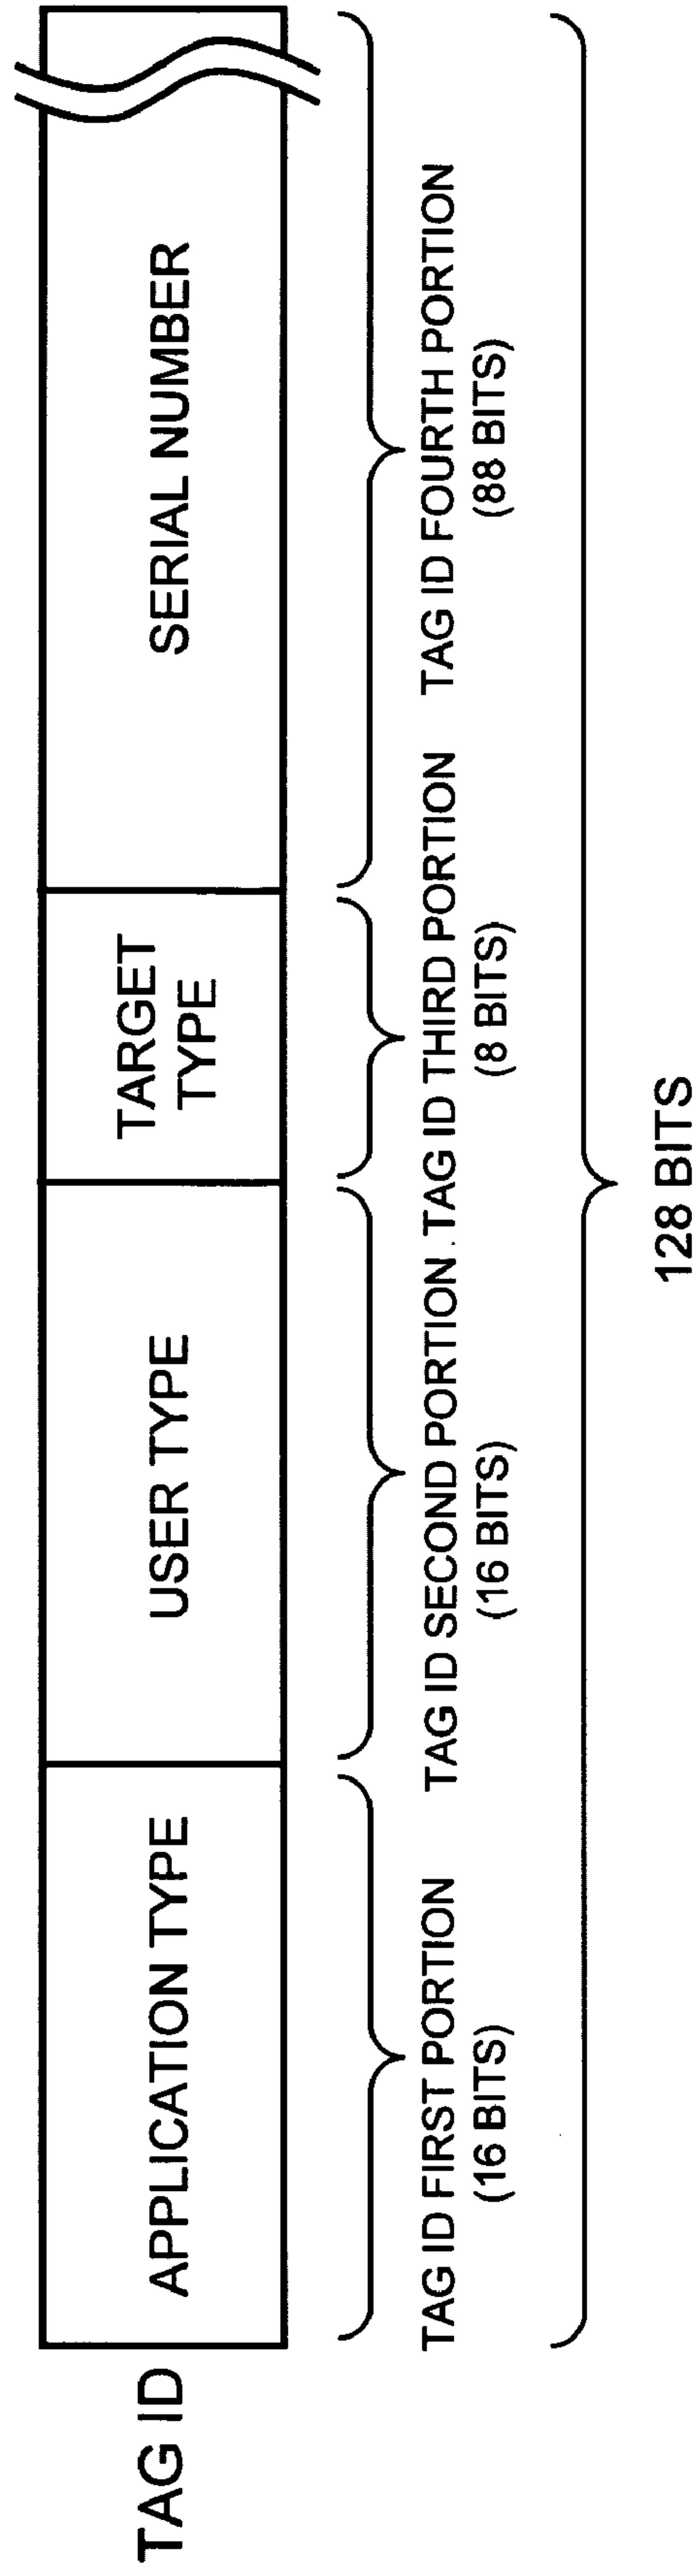 TAG ID
APPLICATION TYPE
USER TYPE
TARGET
TYPE
SERIAL NUMBER
TAG ID FIRST PORTION
(16 BITS)
TAG ID SECOND PORTION
(16 BITS)
TAG ID THIRD PORTION
(8 BITS)
TAG ID FOURTH PORTION
(88 BITS)
128 BITS